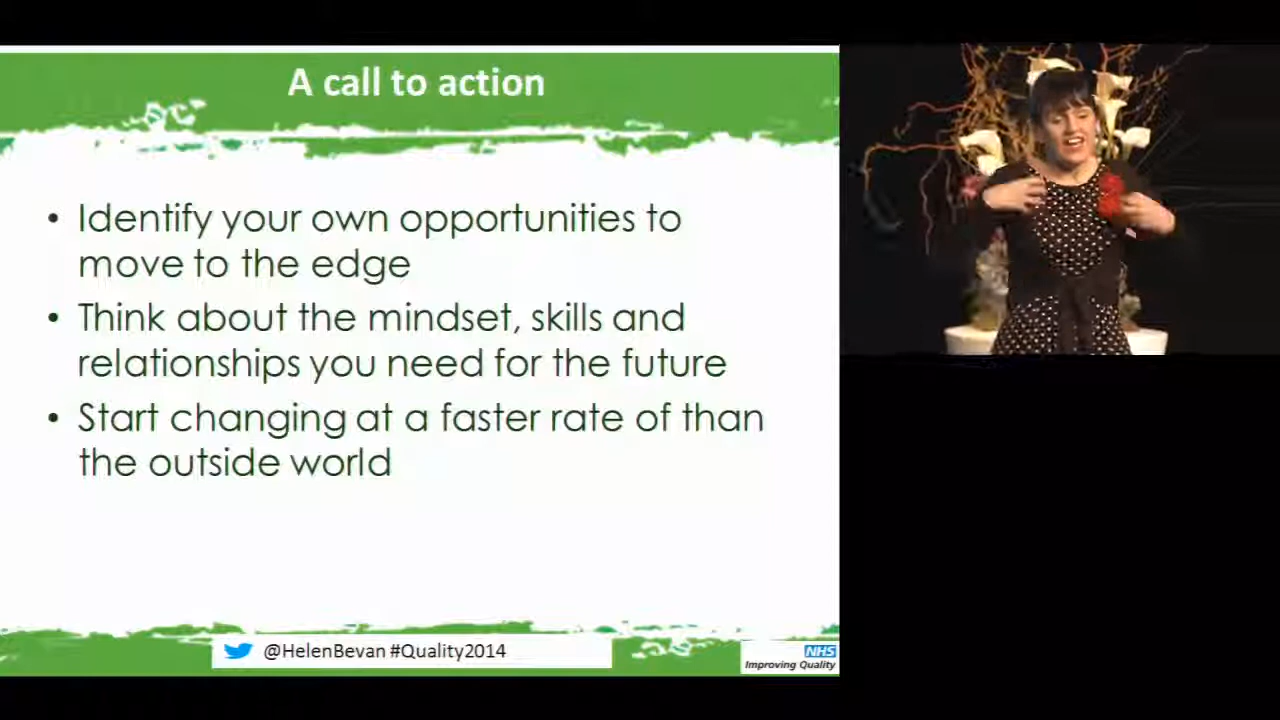 A call to action
• Identify your own opportunities to
move to the edge
• Think about the mindset, skills and
relationships you need for the future
• Start changing at a faster rate of than
the outside world
@HelenBevan #Quality2014
NHS
Improving Quality